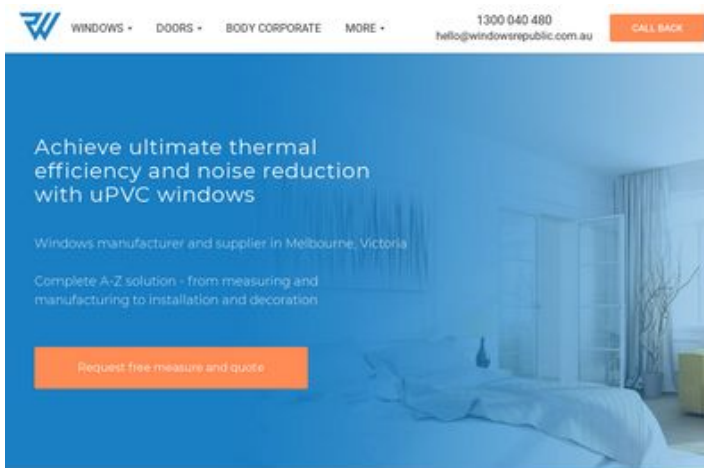 WINDOWS
DOORS
BODY CORPORATE
MORE
1300 040 480
hello@windowsrepublic.com.au
CALL BACK
Achieve ultimate thermal
efficiency and noise reduction
with uPVC windows
Windows manufacturer and supplier in Melbourne, Victoria
Complete A-Z solution - from measuring and
manufacturing to installation and decoration
Request free measure and quote